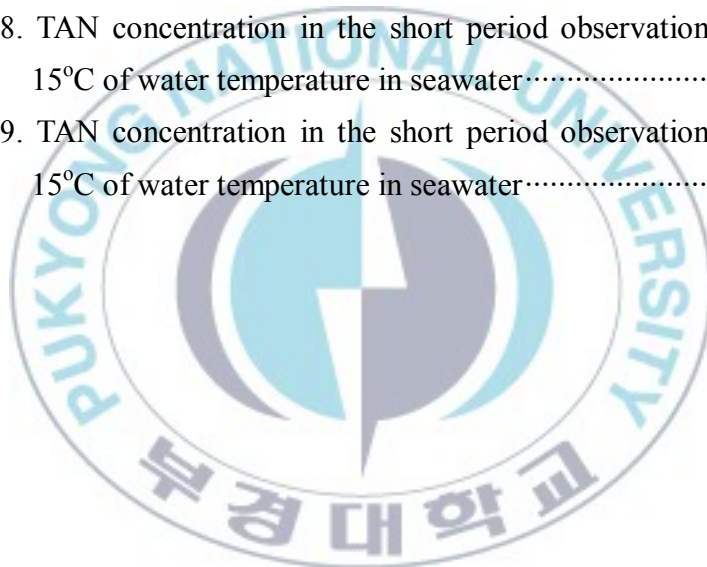 8. TAN concentration in the short period observation
15°C of water temperature in seawater························
9. TAN concentration in the short period observation
15°C of water temperature in seawater························
PUKYONG NATIONAL UNIVERSITY
부경대학교